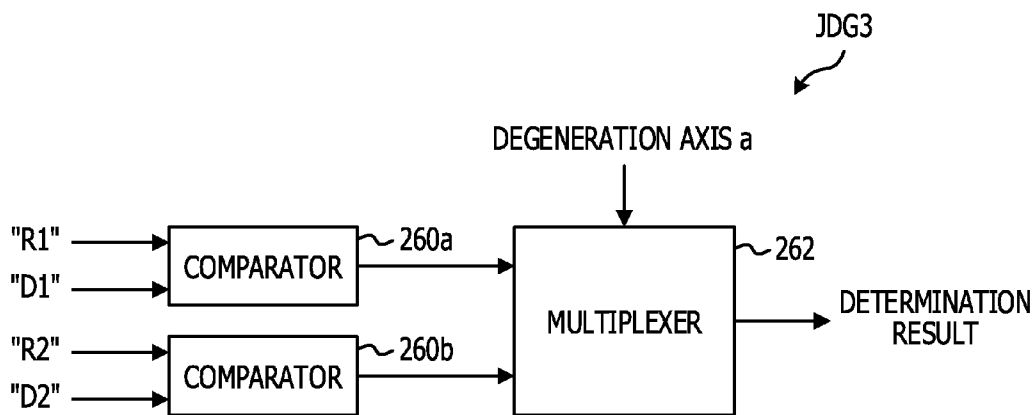 JDG3
DEGENERATION AXIS a
"R1"
"D1"
COMPARATOR
260a
"R2"
"D2"
COMPARATOR
260b
MULTIPLEXER
262
DETERMINATION
RESULT